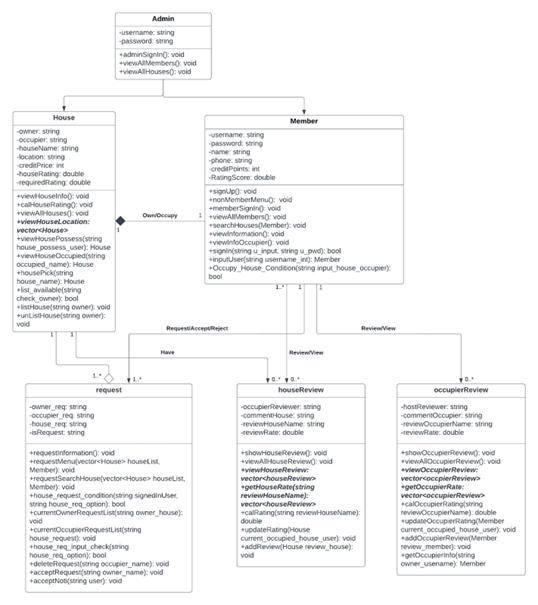 Admin
-username: string
-password: string
+adminSignIn(): void
+viewAllMembers(): void
+viewAllHouses(): void
House
-owner: string
-occupier: string
-houseName: string
-location: string
-creditPrice: int
-houseRating: double
-requiredRating: double
+viewHouseInfo(): void
+calHouseRating(): void
+viewAllHouses(): void
+viewHouseLocation:
vector<House>
+viewHousePossess(string
house_possess_user): House
+viewHouseOccupied(string
occupied_name): House
+housePick(string
house_name): House
+list_available(string
check_owner): bool
+listHouse(string owner): void
+unListHouse(string owner):
void
Own/Occupy
1
1
Member
-username: string
-password: string
-name: string
-phone: string
-creditPoints: int
-RatingScore: double
+signUp(): void
+nonMemberMenu(): void
+memberSignIn(): void
+viewAllMembers(): void
+searchHouses(Member): void
+viewInformation(): void
+viewInfoOccupier(): void
+signIn(string u_input, string u_pwd): bool
+inputUser(string username_int): Member
+Occupy_House_Condition(string input_house_occupier):
bool
1..*
1
1
Request/Accept/Reject
Review/View
1
1
Have
Review/View
1..*
1..*
0..*
0..*
0..*
request
-owner_req: string
-occupier_req: string
-house_req: string
-isRequest: string
+requestInformation(): void
+requestMenu(vector<House> houseList,
Member): void
+requestSearchHouse(vector<House> houseList,
Member): void
+house_request_condition(string signedInUser,
string house_req_option): bool
+currentOwnerRequestList(string owner_house):
void
+currentOccupierRequestList(string
house_request): void
+house_req_input_check(string
house_req_option): bool
+deleteRequest(string occupier_name): void
+acceptRequest(string owner_name): void
+acceptNoti(string user): void
houseReview
-occupierReviewer: string
-commentHouse: string
-reviewHouseName: string
-reviewRate: double
+showHouseReview(): void
+viewAllHouseReview(): void
+viewHouseReview:
vector<houseReview>
+getHouseRate(string
reviewHouseName):
vector<houseReview>
+calRating(string reviewHouseName):
double
+updateRating(House
current_occupied_house_user): void
+addReview(House review_house):
void
occupierReview
-hostReviewer: string
-commentOccupier: string
-reviewOccupierName: string
-reviewRate: double
+showOccupierReview(): void
+viewAllOccupierReview(): void
+viewOccupierReview:
vector<occpierReview>
+getOccupierRate:
vector<occupierReview>
+calOccupierRating(string
reviewOccupierName): double
+updateOccupierRating(Member
current_occupied_house_user): void
+addOccupierReview(Member
review_member): void
+getOccupierInfo(string
owner_usename): Member